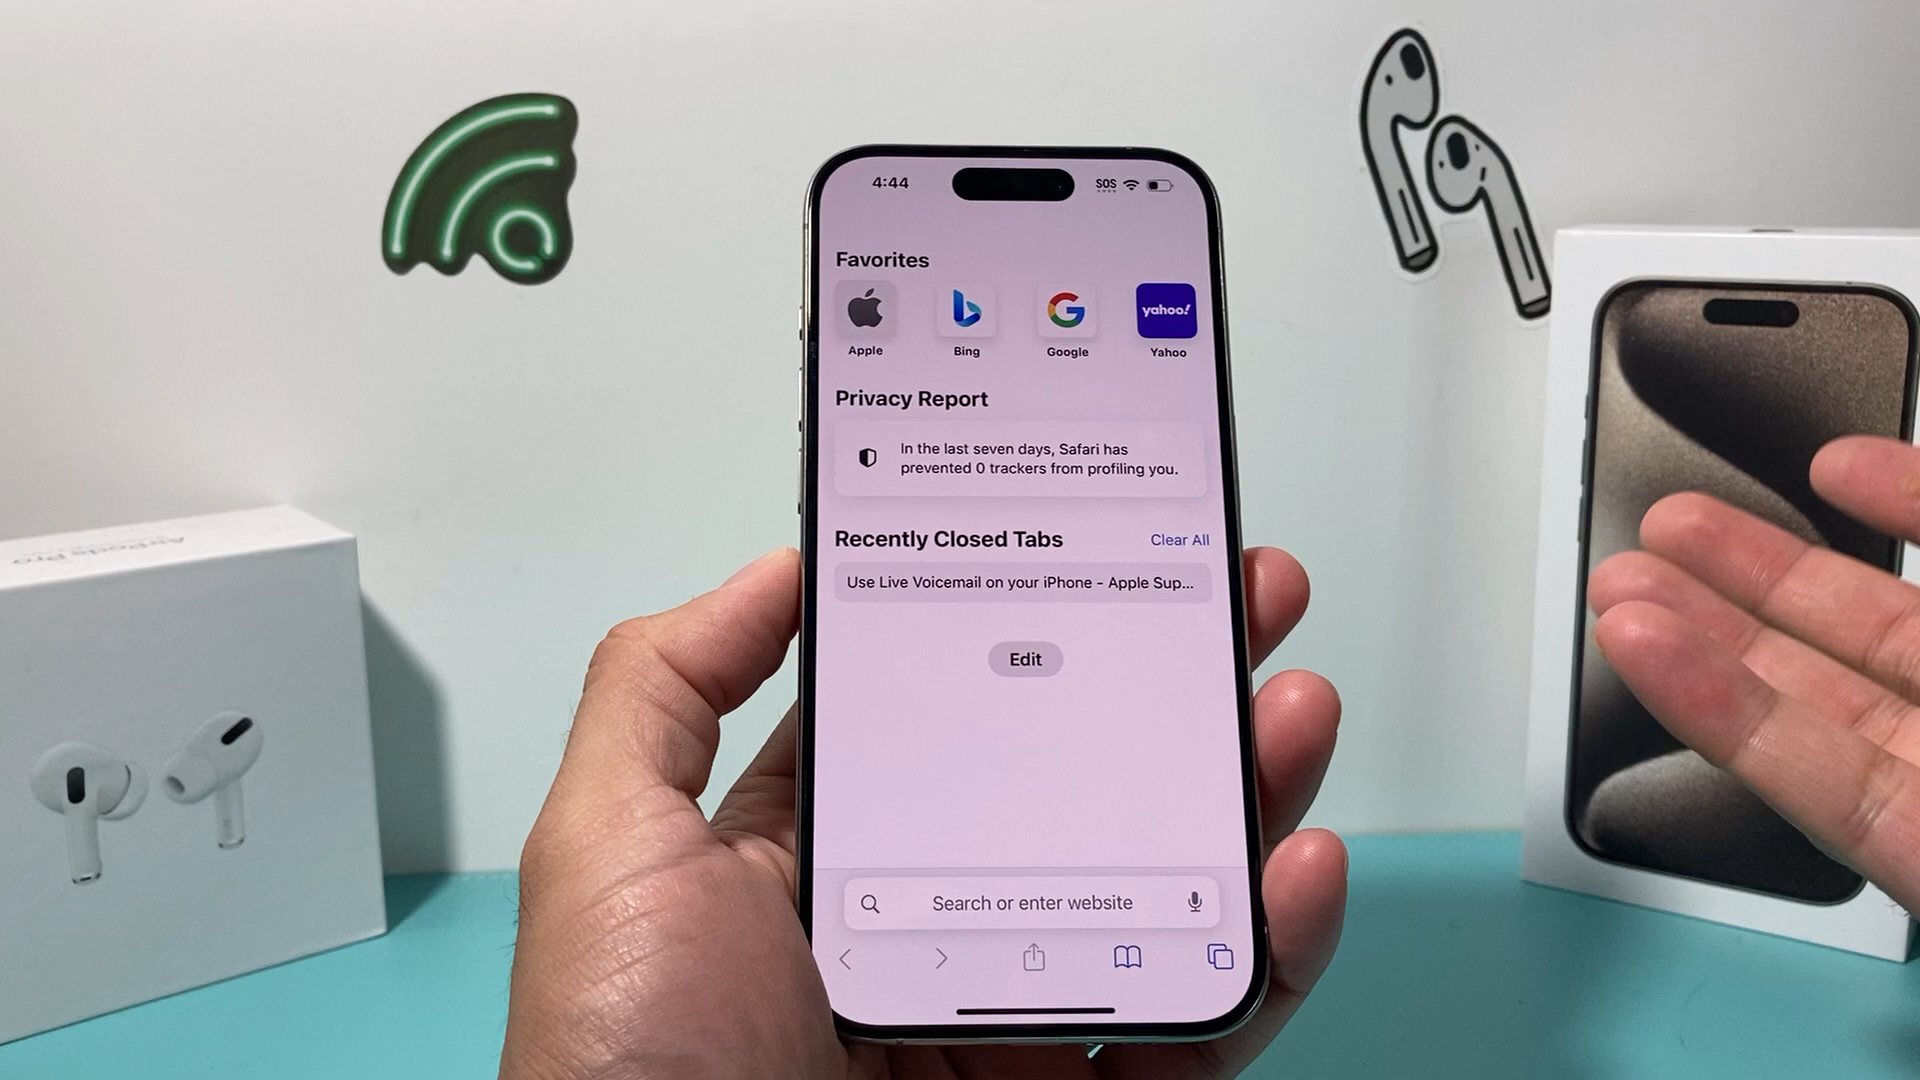 4:44
SOS
Favorites
yahoo!
Apple
Bing
Google
Yahoo
Privacy Report
In the last seven days, Safari has
prevented 0 trackers from profiling you.
Recently Closed Tabs
Clear All
Use Live Voicemail on your iPhone - Apple Sup...
Edit
Search or enter website
AirPods Pro